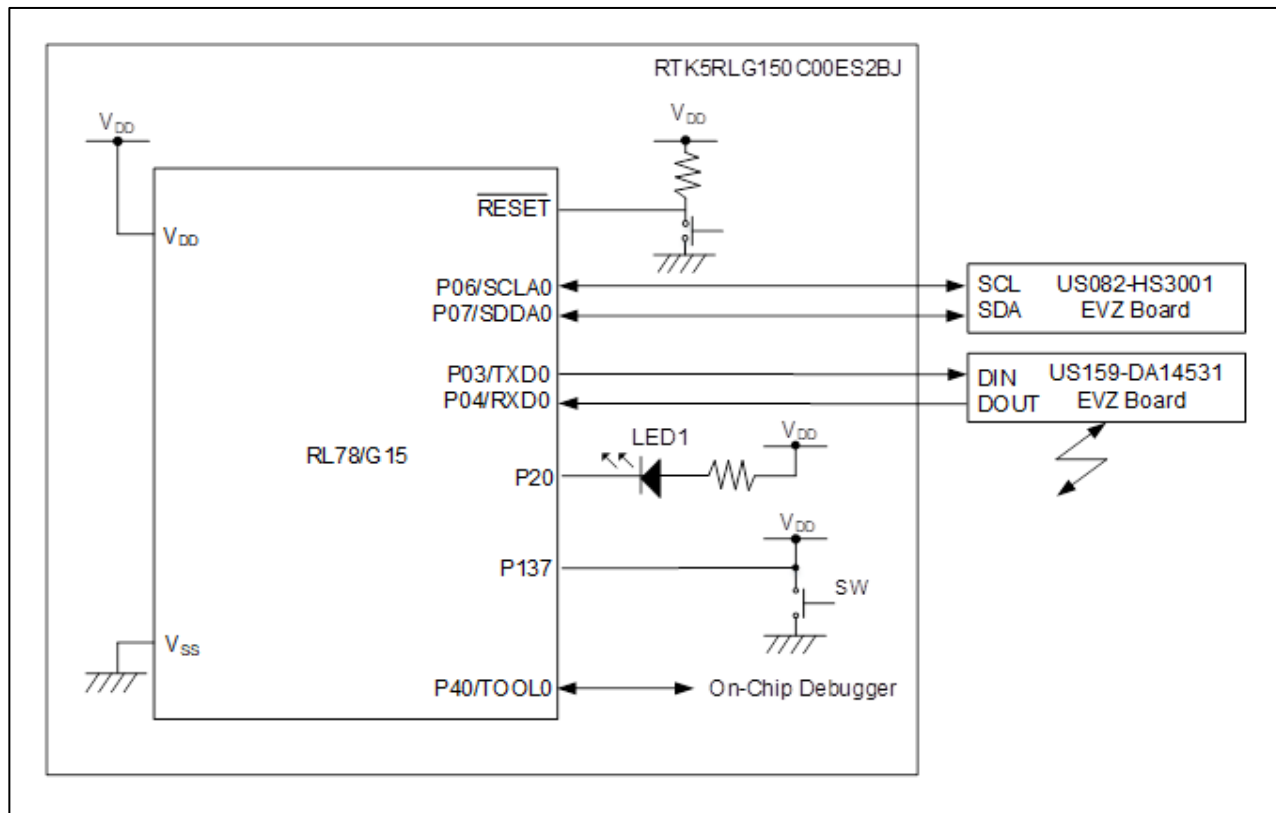 RTK5RLG150C00ES2BJ
VDD
VDD
RESET
VDD
P06/SCLA0
SCL US082-HS3001
P07/SDDA0
SDA EVZ Board
P03/TXD0
DIN US159-DA14531
P04/RXD0
DOUT EVZ Board
LED1
VDD
RL78/G15
P20
VDD
P137
SW
VSS
P40/TOOL0
On-Chip Debugger